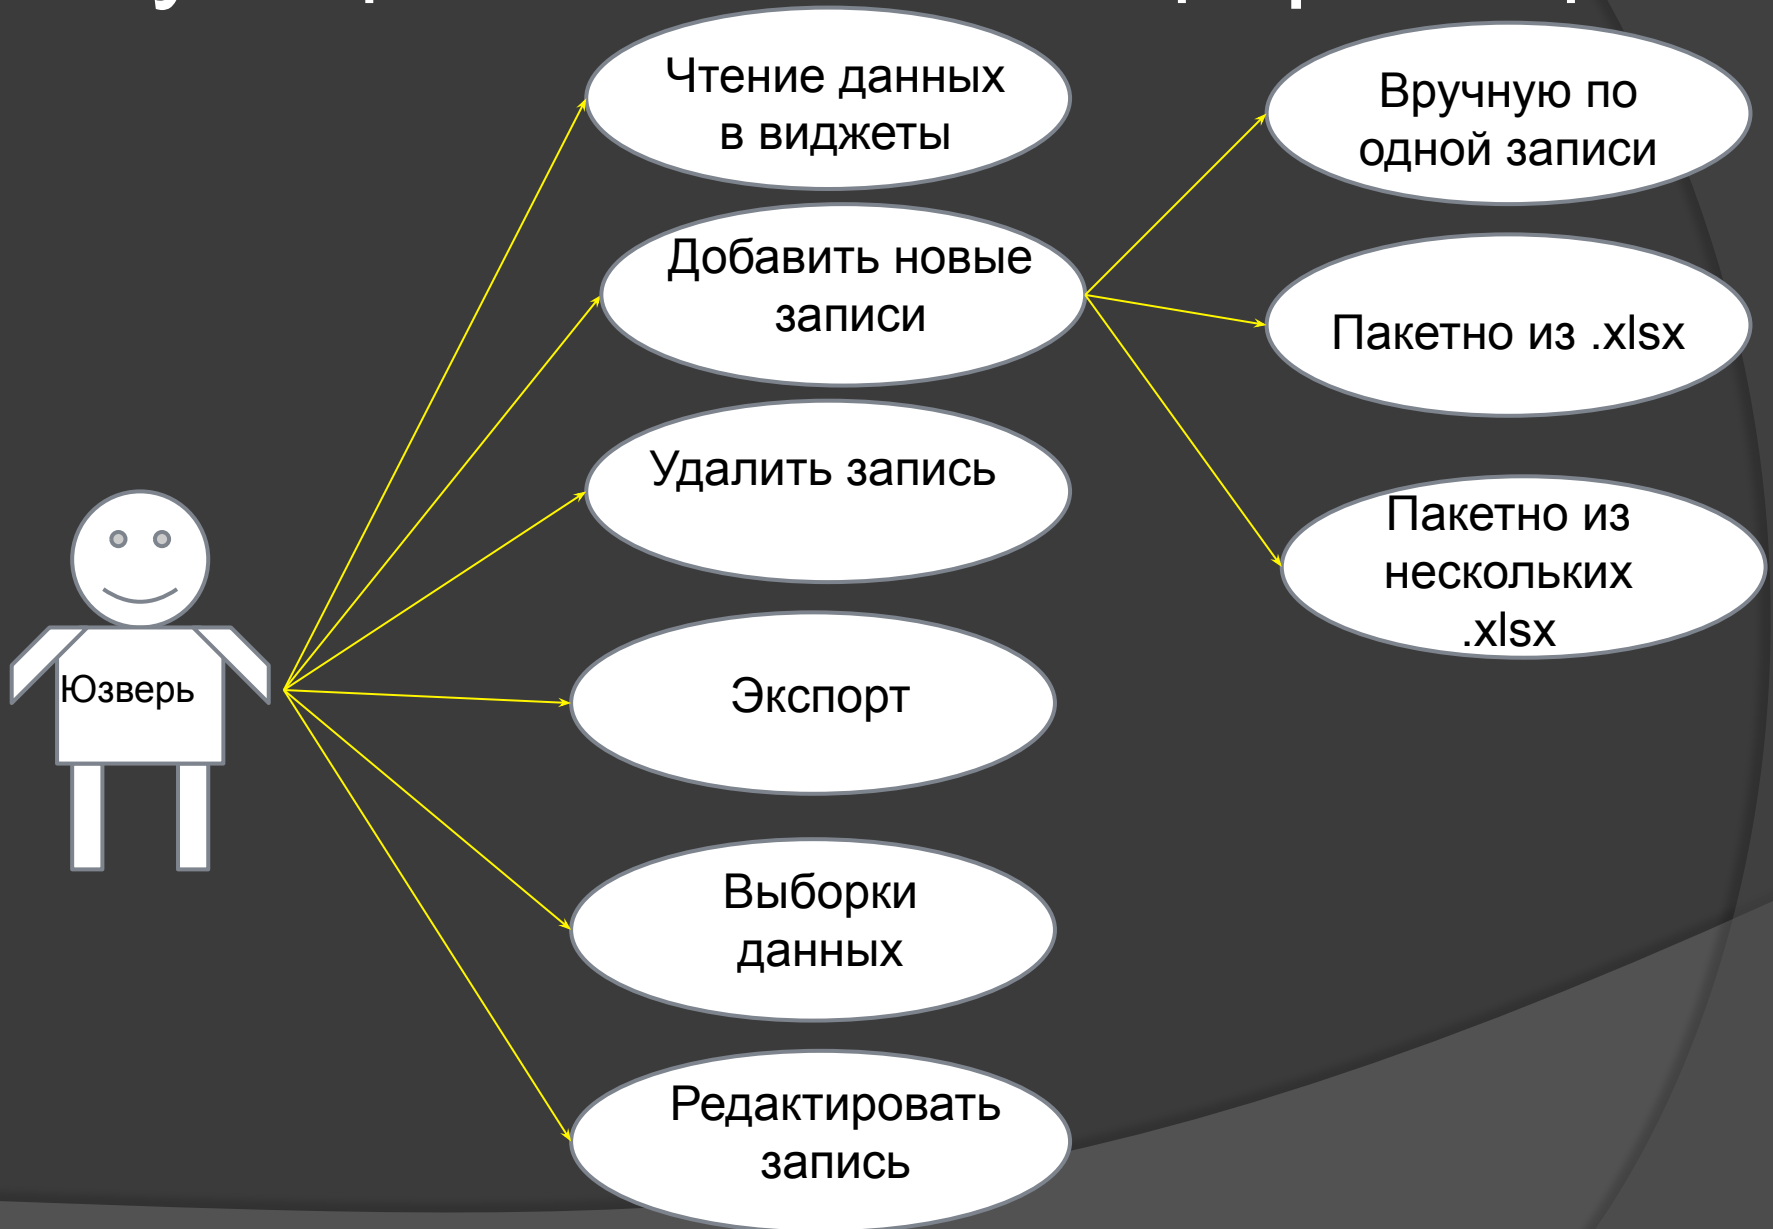 Чтение данных
в виджеты
Вручную по
одной записи
Добавить новые
записи
Пакетно из .xlsx
Удалить запись
Пакетно из
нескольких
.xlsx
Юзверь
Экспорт
Выборки
данных
Редактировать
запись